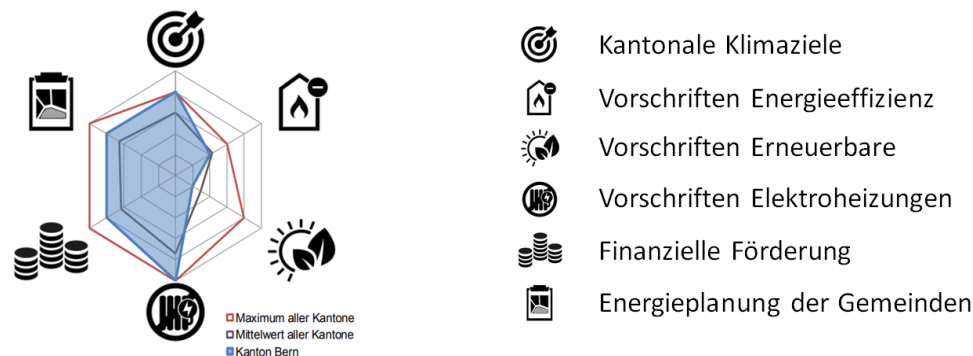 Maximum aller Kantone
Mittelwert aller Kantone
Kanton Bern
Kantonale Klimaziele
Vorschriften Energieeffizienz
Vorschriften Erneuerbare
Vorschriften Elektroheizungen
Finanzielle Förderung
Energieplanung der Gemeinden